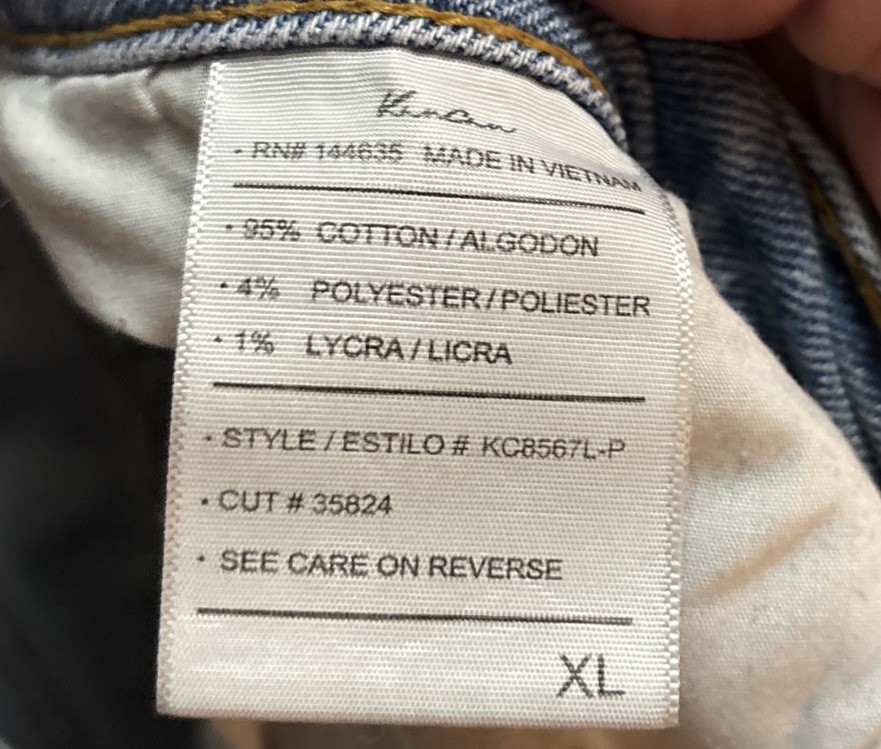 KanCan
· RN# 144635 MADE IN VIETNAM
· 95% COTTON / ALGODON
· 4% POLYESTER / POLIESTER
· 1% LYCRA / LICRA
· STYLE / ESTILO # KC8567L-P
· CUT # 35824
· SEE CARE ON REVERSE
XL